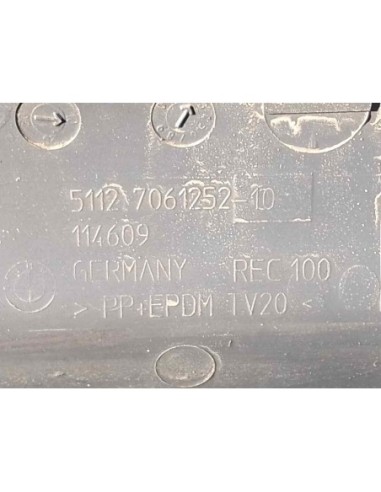 5112 7061252-10
114609
GERMANY REC 100
> PP+EPDM TV20 <